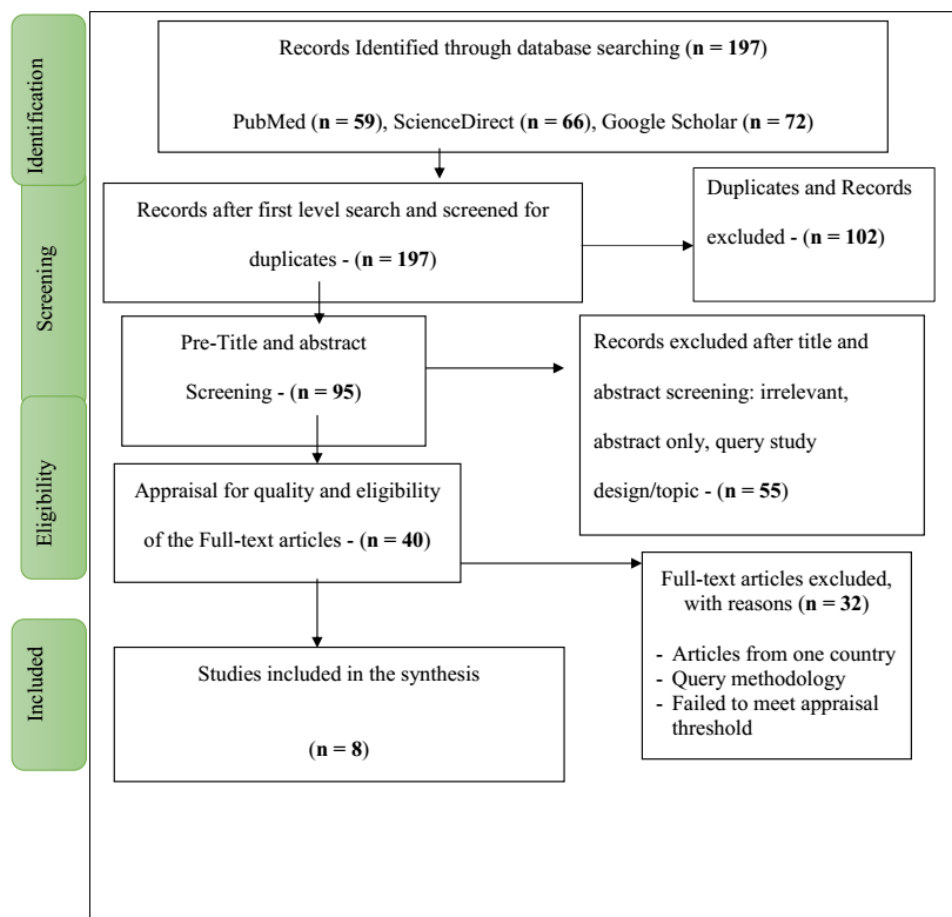 Identification
Records Identified through database searching (n = 197)
PubMed (n = 59), ScienceDirect (n = 66), Google Scholar (n = 72)
Screening
Records after first level search and screened for
duplicates - (n = 197)
Duplicates and Records
excluded - (n = 102)
Pre-Title and abstract
Screening - (n = 95)
Records excluded after title and
abstract screening: irrelevant,
abstract only, query study
design/topic - (n = 55)
Eligibility
Appraisal for quality and eligibility
of the Full-text articles - (n = 40)
Full-text articles excluded,
with reasons (n = 32)
- Articles from one country
- Query methodology
- Failed to meet appraisal
threshold
Included
Studies included in the synthesis
(n = 8)